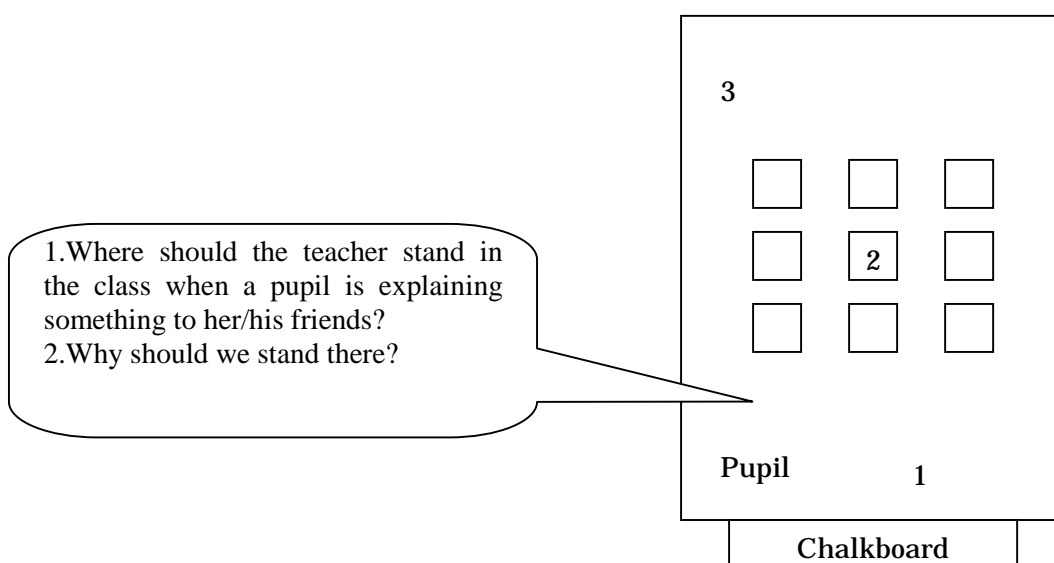 3
1.Where should the teacher stand in
the class when a pupil is explaining
something to her/his friends?
2.Why should we stand there?
2
Pupil
1
Chalkboard